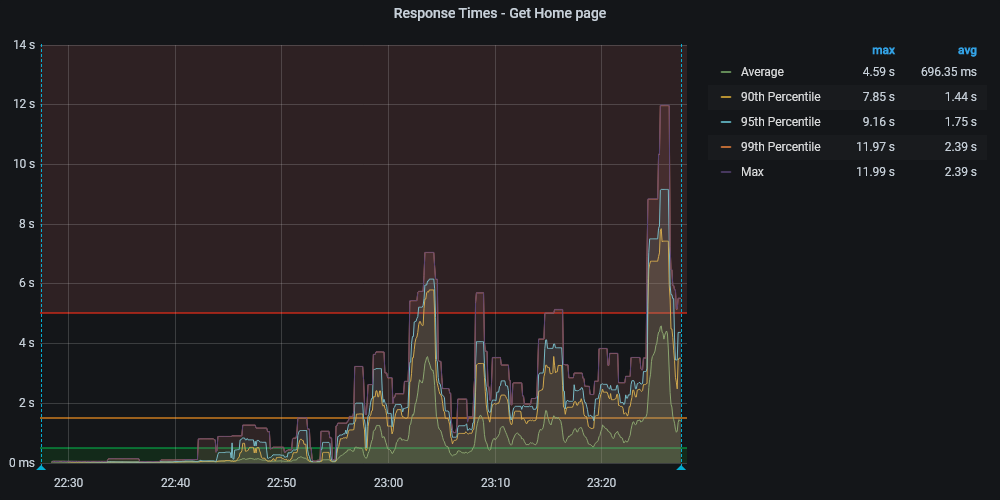 Response Times - Get Home page
14 s
12 s
10 s
8 s
6 s
4 s
2 s
0 ms
22:30 22:40 22:50 23:00 23:10 23:20
max avg
Average 4.59 s 696.35 ms
90th Percentile 7.85 s 1.44 s
95th Percentile 9.16 s 1.75 s
99th Percentile 11.97 s 2.39 s
Max 11.99 s 2.39 s